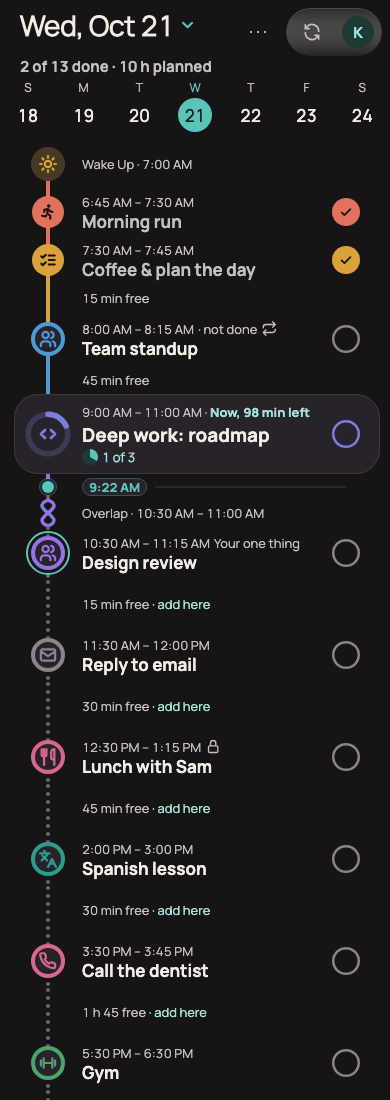 Wed, Oct 21
...
K
2 of 13 done · 10 h planned
S M T W T F S
18 19 20 21 22 23 24
Wake Up · 7:00 AM
6:45 AM – 7:30 AM
Morning run
7:30 AM – 7:45 AM
Coffee & plan the day
15 min free
8:00 AM – 8:15 AM · not done
Team standup
45 min free
9:00 AM – 11:00 AM · Now, 98 min left
Deep work: roadmap
1 of 3
9:22 AM
Overlap · 10:30 AM – 11:00 AM
10:30 AM – 11:15 AM Your one thing
Design review
15 min free · add here
11:30 AM – 12:00 PM
Reply to email
30 min free · add here
12:30 PM – 1:15 PM
Lunch with Sam
45 min free · add here
2:00 PM – 3:00 PM
Spanish lesson
30 min free · add here
3:30 PM – 3:45 PM
Call the dentist
1 h 45 free · add here
5:30 PM – 6:30 PM
Gym